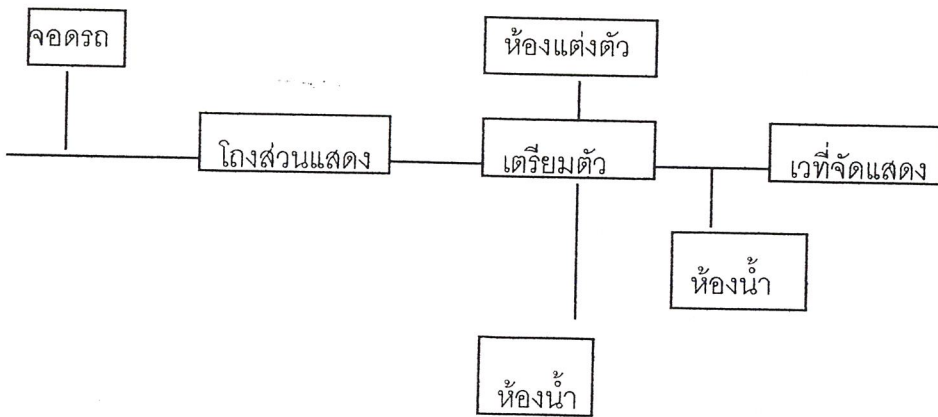 จอดรถ
ห้องแต่งตัว
โถงส่วนแสดง
เตรียมตัว
เวที่จัดแสดง
ห้องน้ำ
ห้องน้ำ